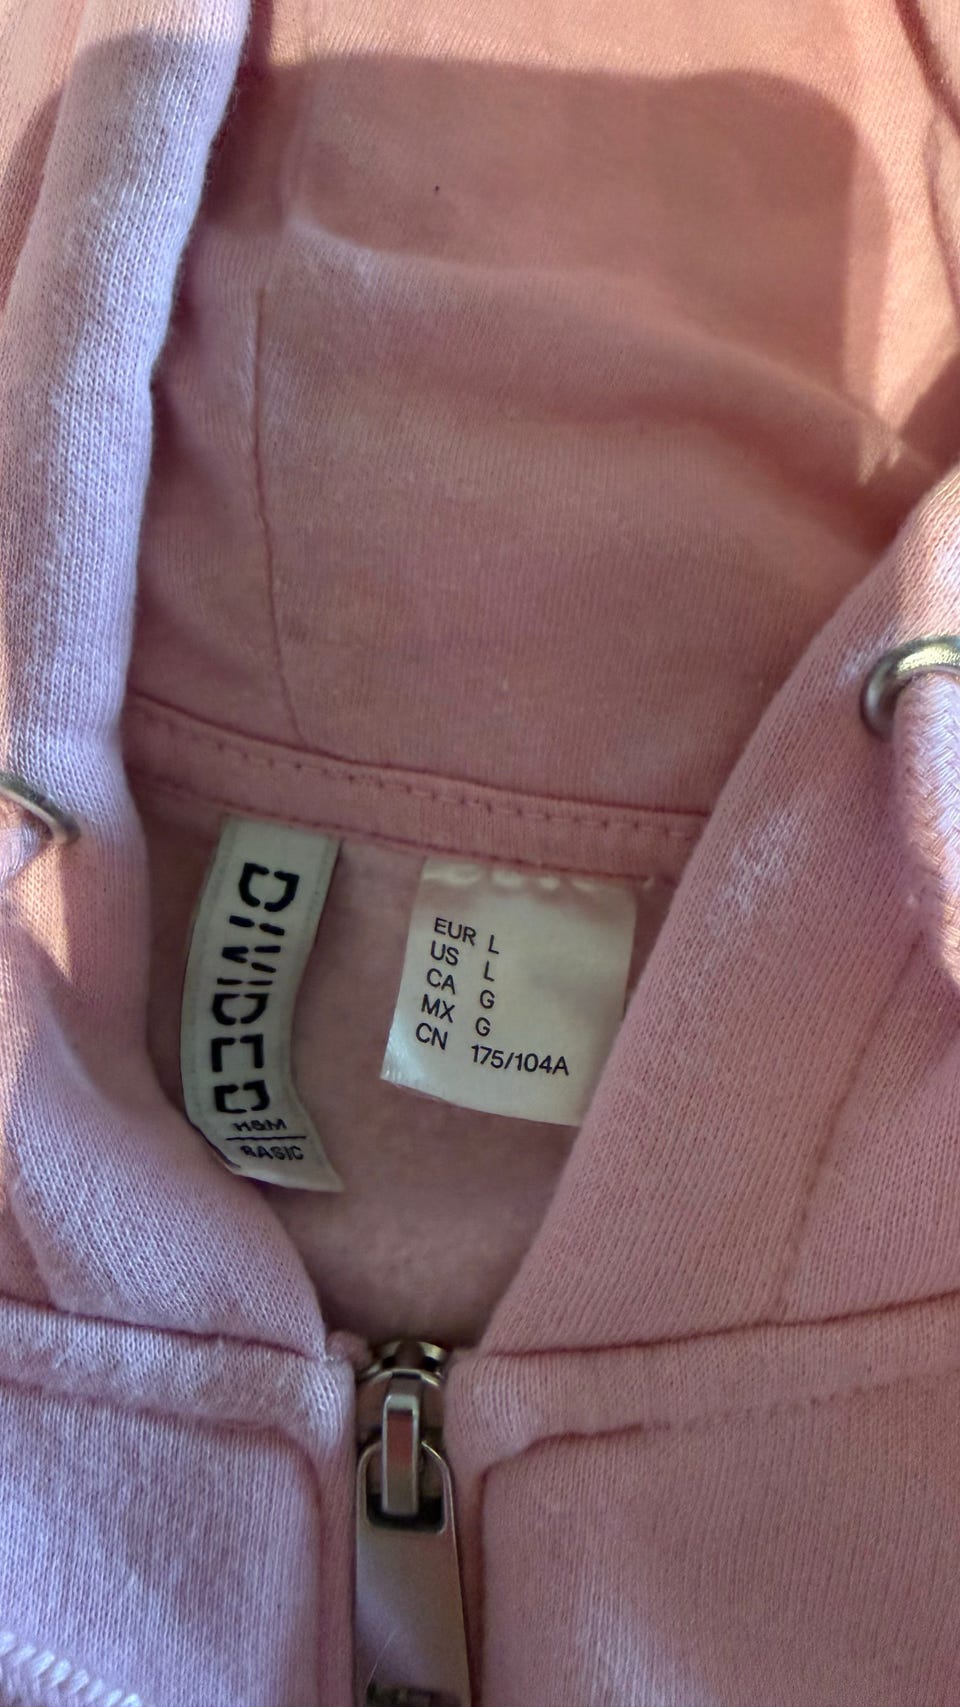 DIVIDED
H&M
BASIC
EUR L
US L
CA G
MX G
CN 175/104A